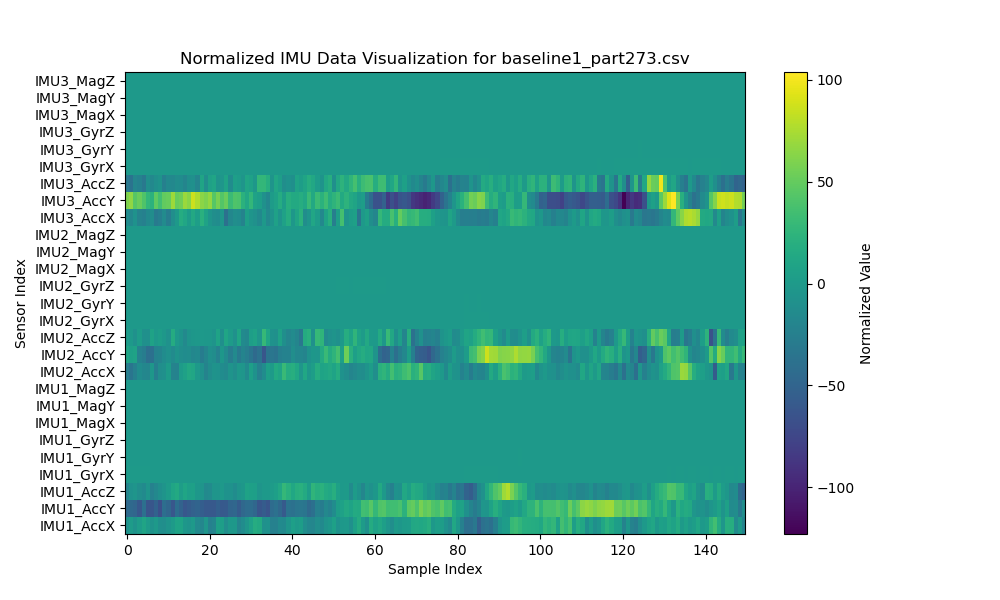 Normalized IMU Data Visualization for baseline1_part273.csv
IMU3_MagZ
IMU3_MagY
IMU3_MagX
IMU3_GyrZ
IMU3_GyrY
IMU3_GyrX
IMU3_AccZ
IMU3_AccY
IMU3_AccX
IMU2_MagZ
IMU2_MagY
IMU2_MagX
IMU2_GyrZ
IMU2_GyrY
IMU2_GyrX
IMU2_AccZ
IMU2_AccY
IMU2_AccX
IMU1_MagZ
IMU1_MagY
IMU1_MagX
IMU1_GyrZ
IMU1_GyrY
IMU1_GyrX
IMU1_AccZ
IMU1_AccY
IMU1_AccX
Sensor Index
0 20 40 60 80 100 120 140
Sample Index
100
50
0
−50
−100
Normalized Value